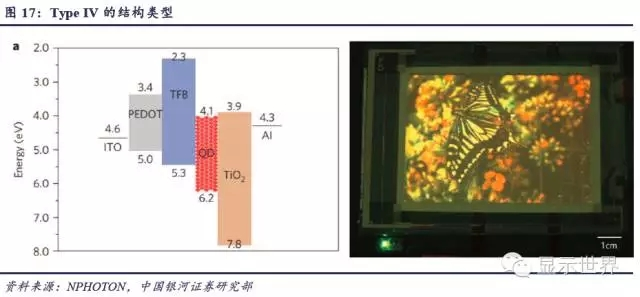 图 17：Type IV 的结构类型
a
2.0
3.0
4.0
5.0
6.0
7.0
8.0
Energy (eV)
4.6
ITO
3.4
PEDOT
5.0
2.3
TFB
5.3
4.1
QD
6.2
3.9
TiO2
7.8
4.3
Al
1cm
显示世界
资料来源：NPHOTON，中国银河证券研究部